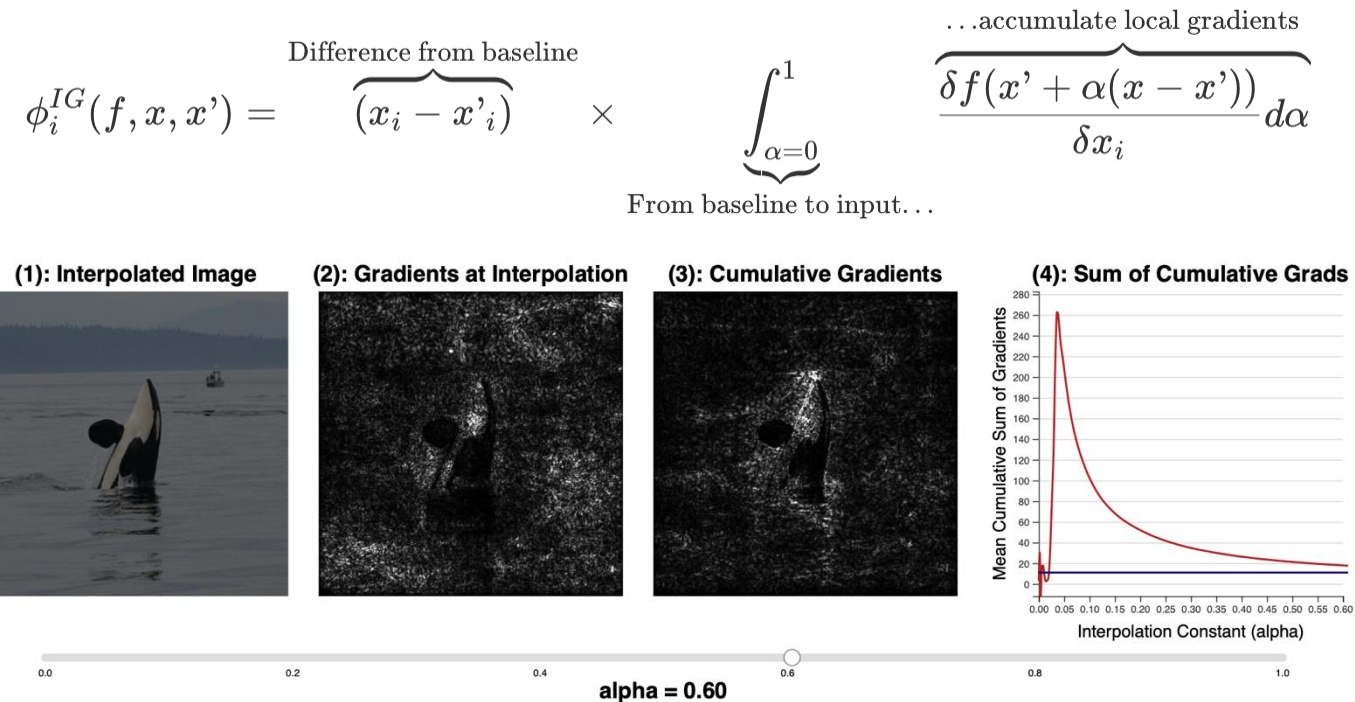 Difference from baseline
...accumulate local gradients
ϕ_i^{IG}(f, x, x') = (x_i − x'_i) × ∫_{α=0}^{1} δf(x' + α(x − x')) / δx_i dα
From baseline to input...
(1): Interpolated Image
(2): Gradients at Interpolation
(3): Cumulative Gradients
(4): Sum of Cumulative Grads
Mean Cumulative Sum of Gradients
280
260
240
220
200
180
160
140
120
100
80
60
40
20
0
0.00 0.05 0.10 0.15 0.20 0.25 0.30 0.35 0.40 0.45 0.50 0.55 0.60
Interpolation Constant (alpha)
0.0 0.2 0.4 0.6 0.8 1.0
alpha = 0.60